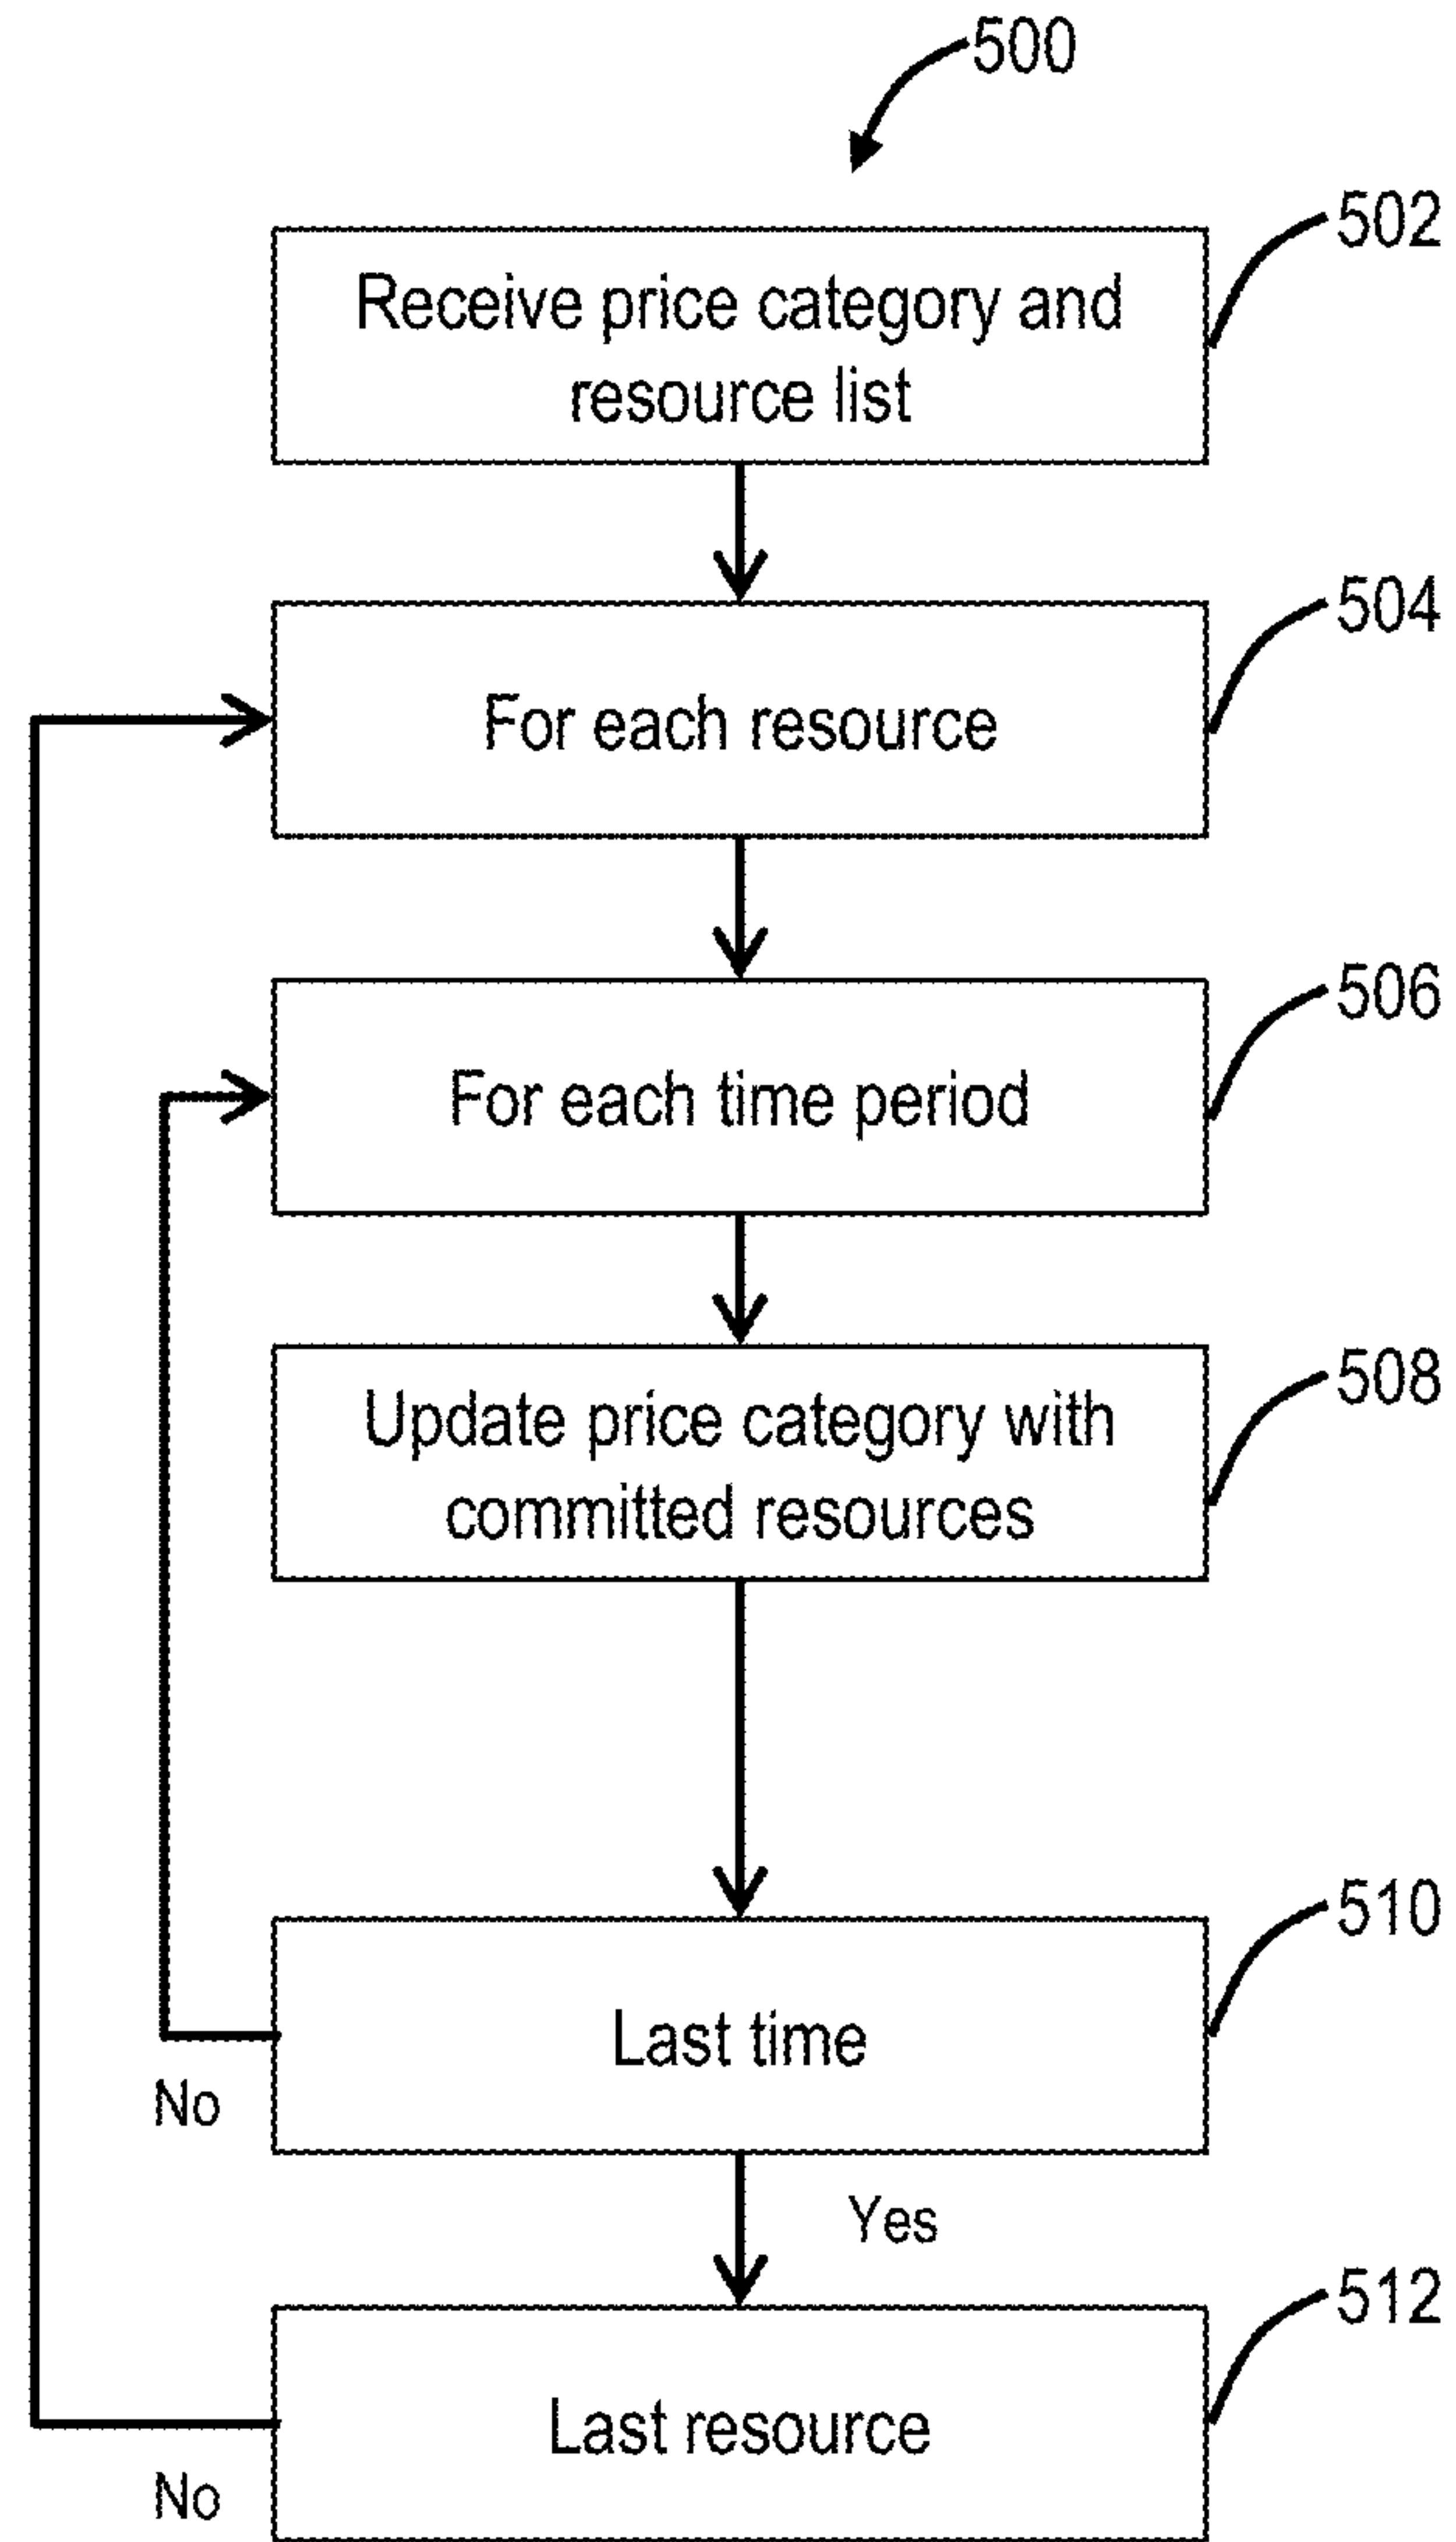 500
502
Receive price category and
resource list
504
For each resource
506
For each time period
508
Update price category with
committed resources
510
Last time
No
Yes
512
Last resource
No